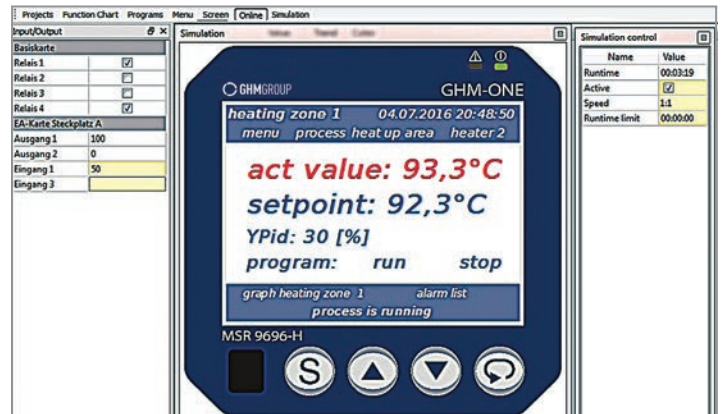 Projects Function Chart Programs Menu Screen Online Simulation
Input/Output
Basiskarte
Relais 1
Relais 2
Relais 3
Relais 4
EA-Karte Steckplatz A
Ausgang 1 100
Ausgang 2 0
Eingang 1 50
Eingang 3
Simulation
GHMGROUP GHM-ONE
heating zone 1 04.07.2016 20:48:50
menu process heat up area heater 2
act value: 93,3°C
setpoint: 92,3°C
YPid: 30 [%]
program: run stop
graph heating zone 1 alarm list
process is running
MSR 9696-H
S
Simulation control
Name Value
Runtime 00:03:19
Active
Speed 1:1
Runtime limit 00:00:00